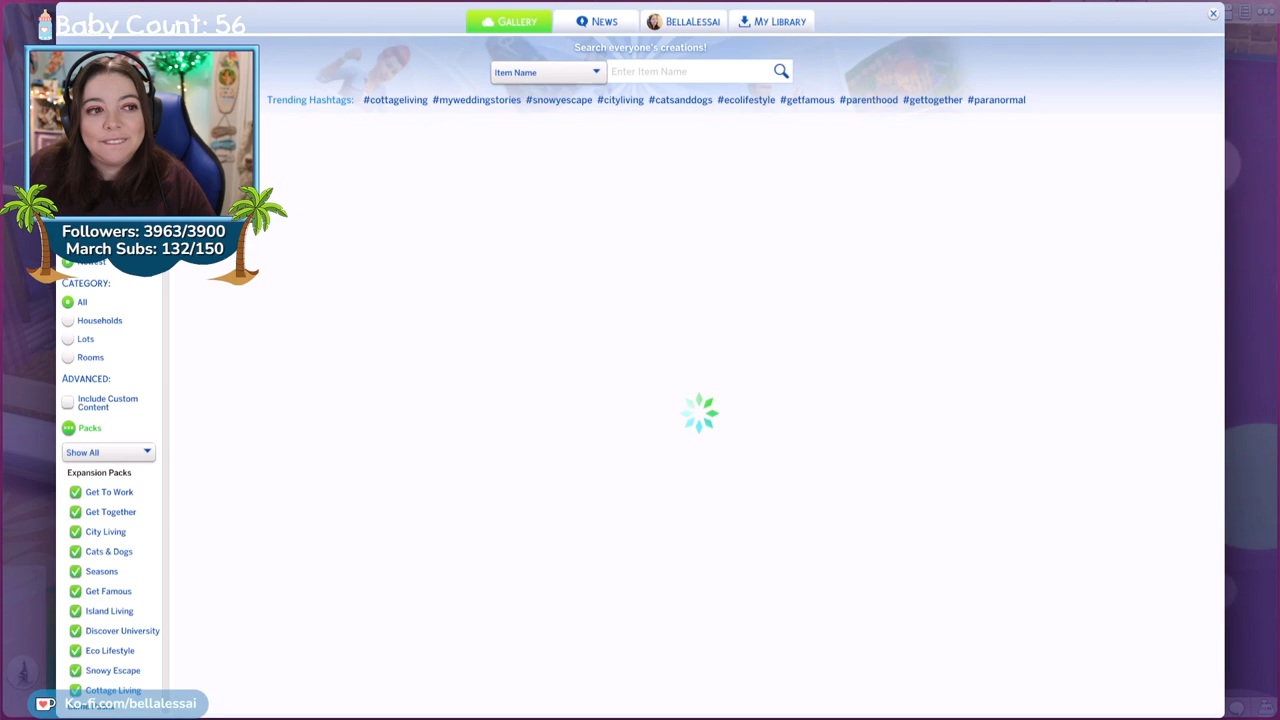 Baby Count: 56
Gallery
News
BellaLessai
My Library
Search everyone's creations!
Item Name
Enter Item Name
Trending Hashtags: #cottageliving #myweddingstories #snowyescape #cityliving #catsanddogs #ecolifestyle #getfamous #parenthood #gettogether #paranormal
Followers: 3963/3900
March Subs: 132/150
Newest
Category:
All
Households
Lots
Rooms
Advanced:
Include Custom
Content
Packs
Show All
Expansion Packs
Get To Work
Get Together
City Living
Cats & Dogs
Seasons
Get Famous
Island Living
Discover University
Eco Lifestyle
Snowy Escape
Cottage Living
Ko-fi.com/bellalessai